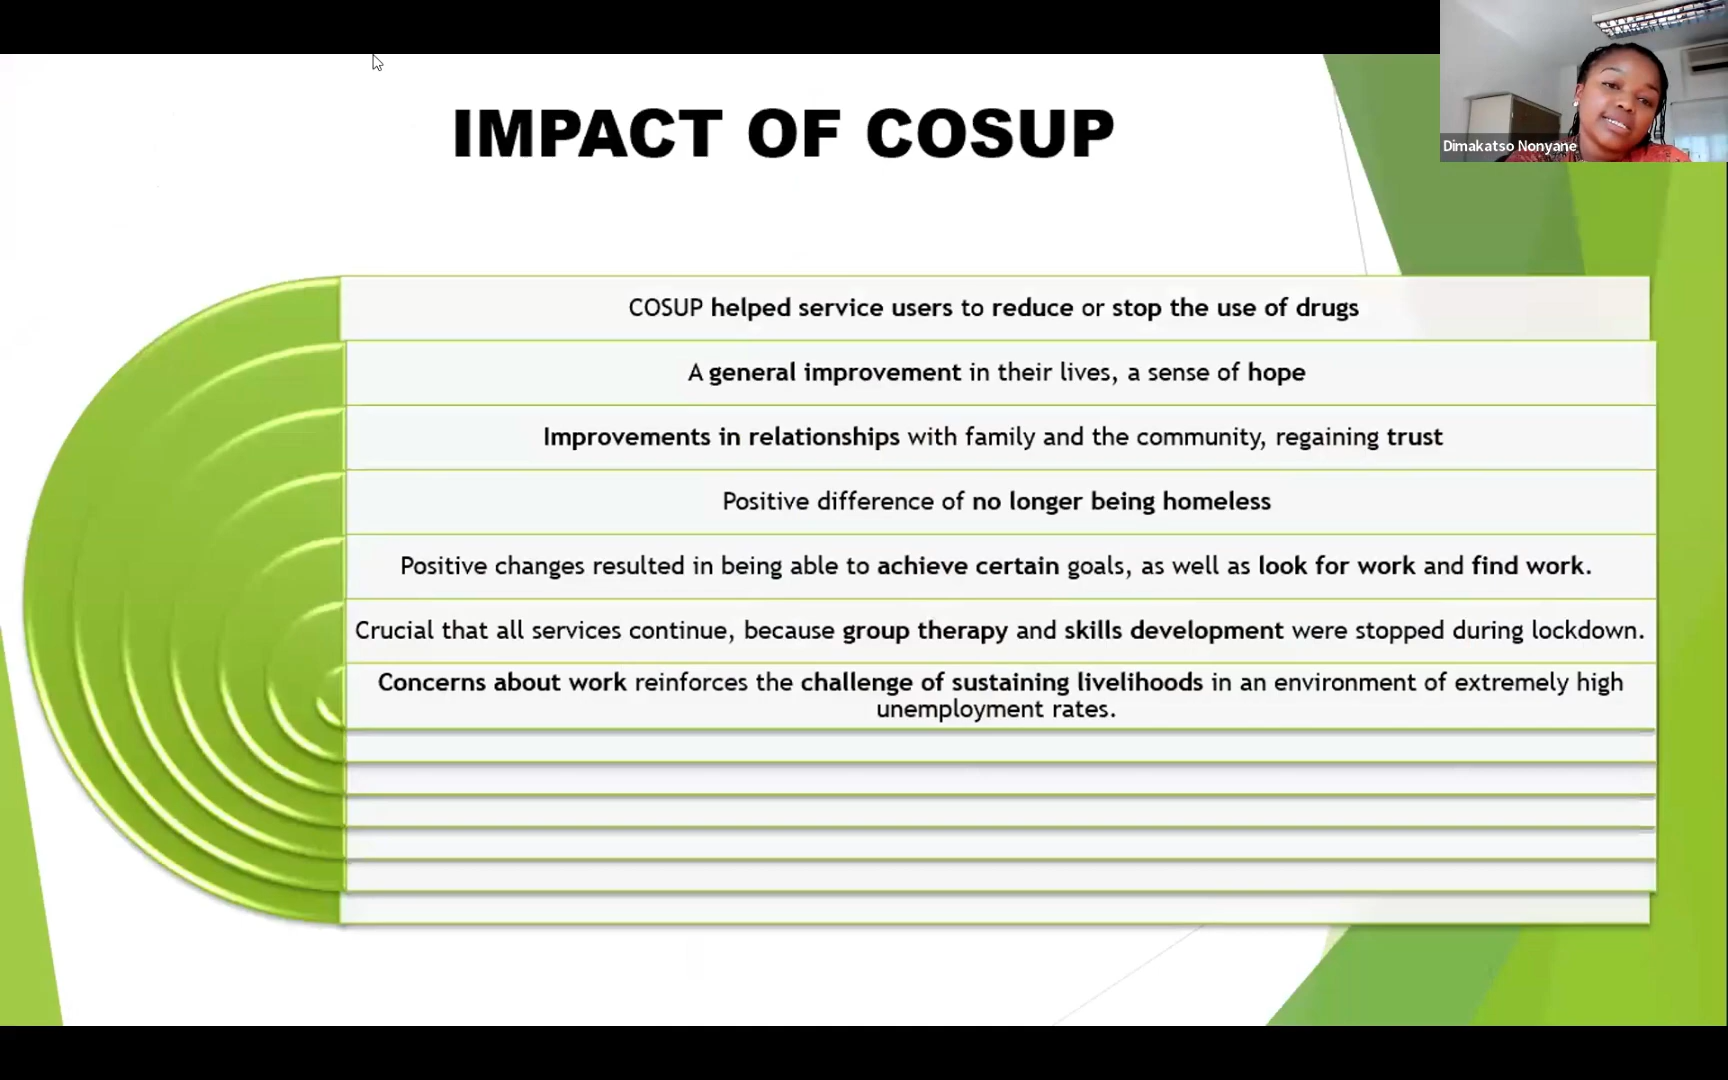 IMPACT OF COSUP
Dimakatso Nonyane
COSUP helped service users to reduce or stop the use of drugs
A general improvement in their lives, a sense of hope
Improvements in relationships with family and the community, regaining trust
Positive difference of no longer being homeless
Positive changes resulted in being able to achieve certain goals, as well as look for work and find work.
Crucial that all services continue, because group therapy and skills development were stopped during lockdown.
Concerns about work reinforces the challenge of sustaining livelihoods in an environment of extremely high
unemployment rates.